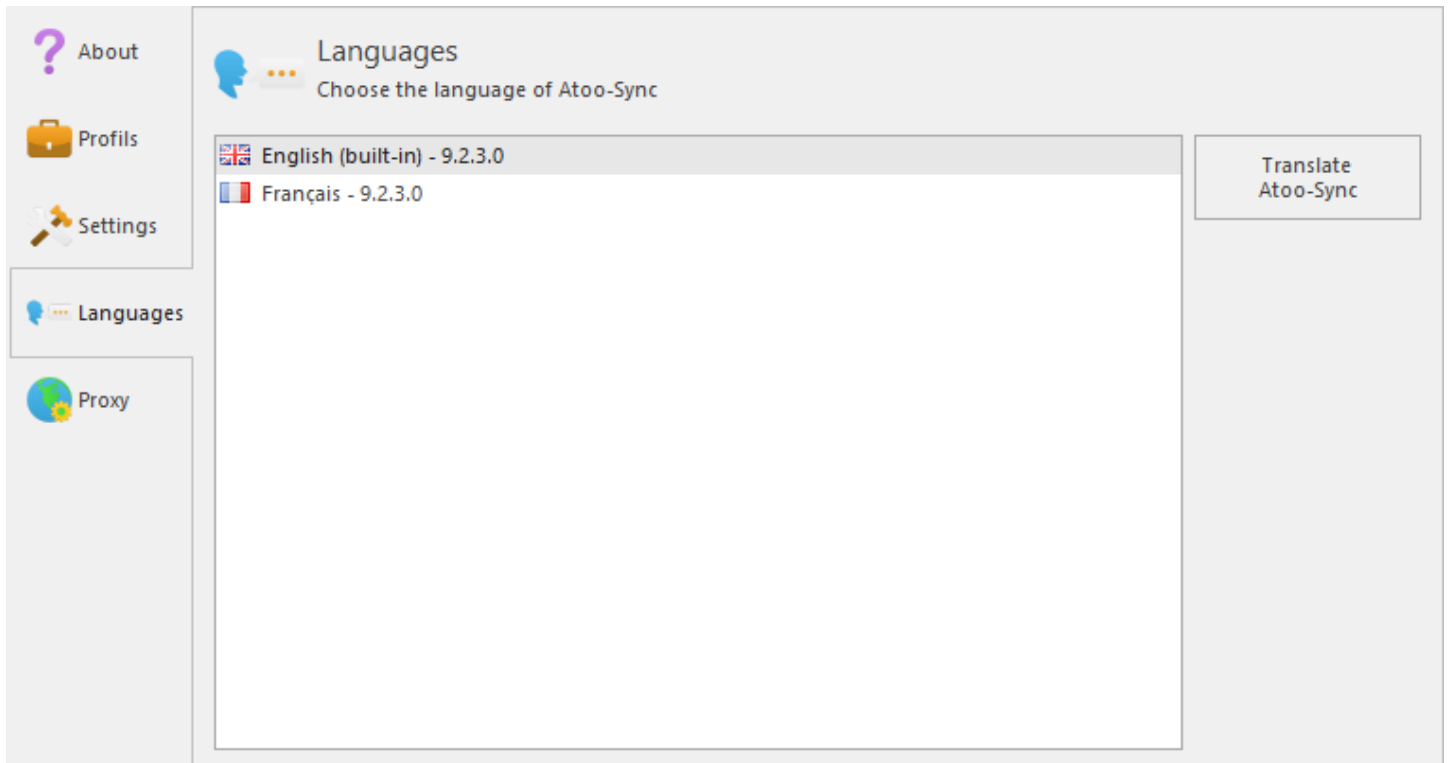 About
Profils
Settings
Languages
Proxy
Languages
Choose the language of Atoo-Sync
English (built-in) - 9.2.3.0
Français - 9.2.3.0
Translate
Atoo-Sync